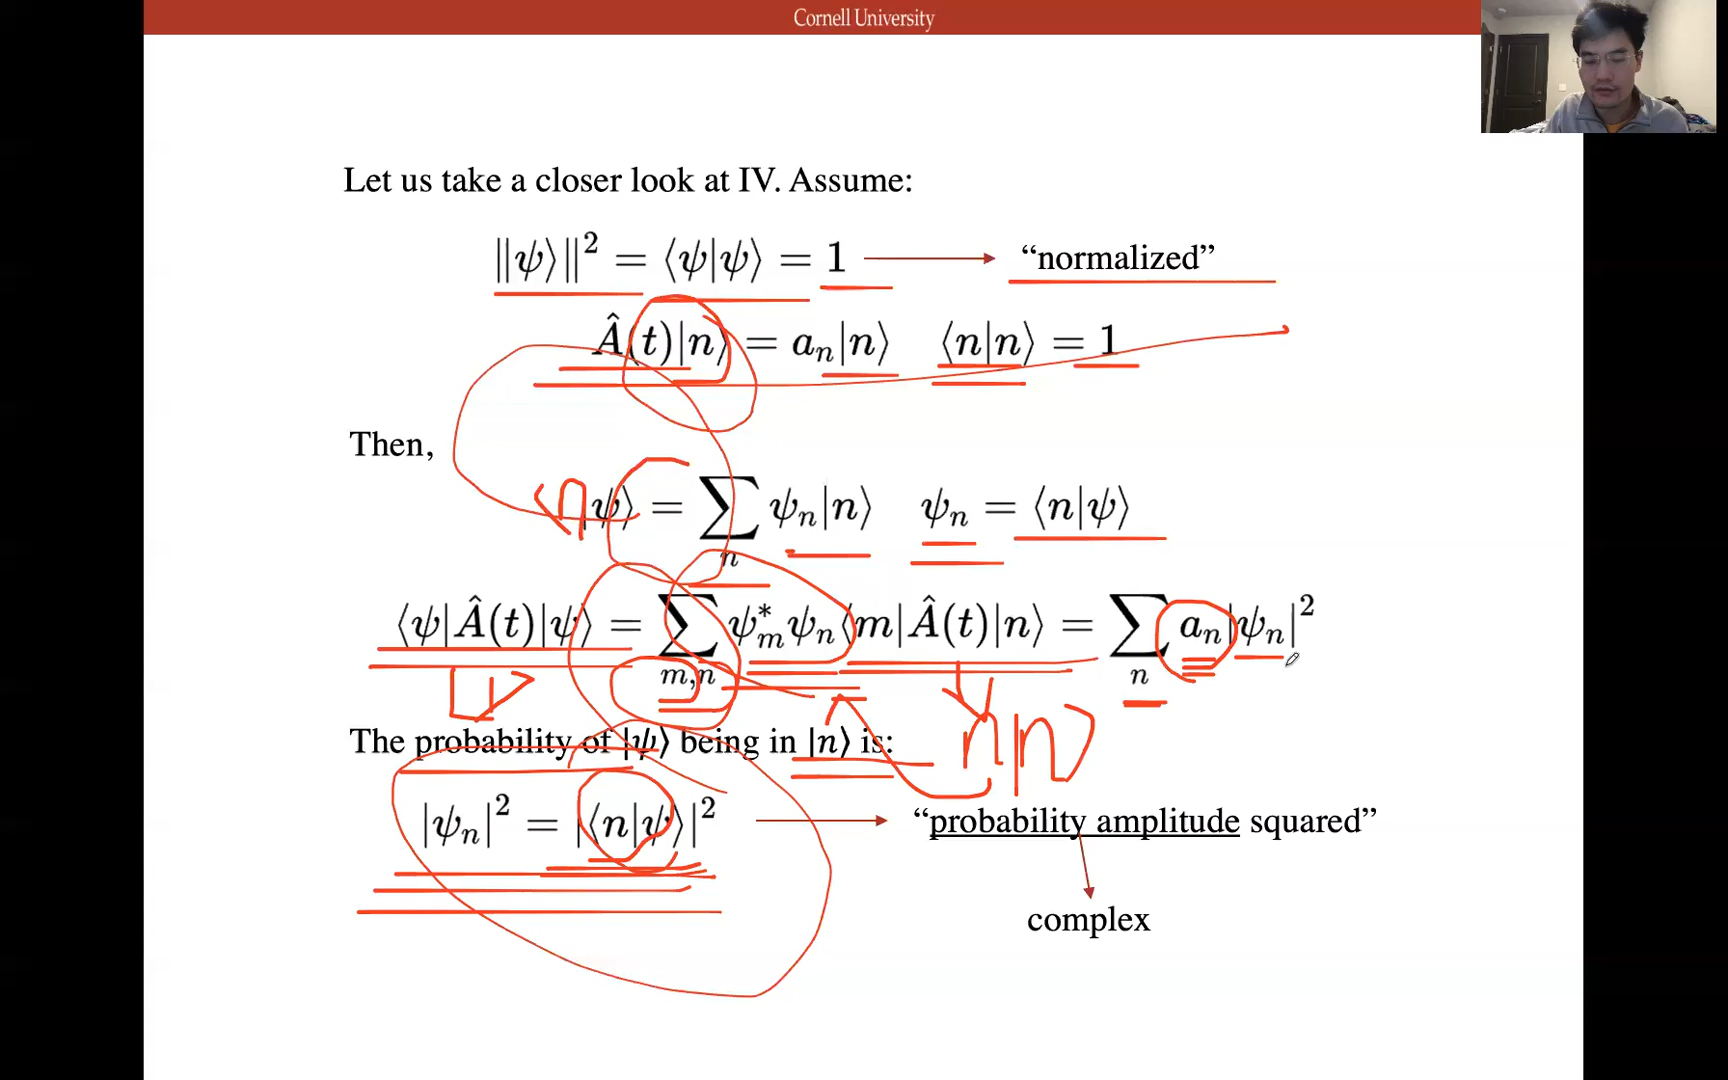 Cornell University
Let us take a closer look at IV. Assume:
‖ψ⟩‖² = ⟨ψ|ψ⟩ = 1 → “normalized”
Â(t)|n⟩ = aₙ|n⟩ ⟨n|n⟩ = 1
Then,
⟨n|ψ⟩ = ∑ₙ ψₙ|n⟩ ψₙ = ⟨n|ψ⟩
⟨ψ|Â(t)|ψ⟩ = ∑ₘ,ₙ ψₘ*ψₙ⟨m|Â(t)|n⟩ = ∑ₙ aₙ|ψₙ|²
n|n⟩
The probability of |ψ⟩ being in |n⟩ is:
|ψₙ|² = |⟨n|ψ⟩|² → “probability amplitude squared”
complex